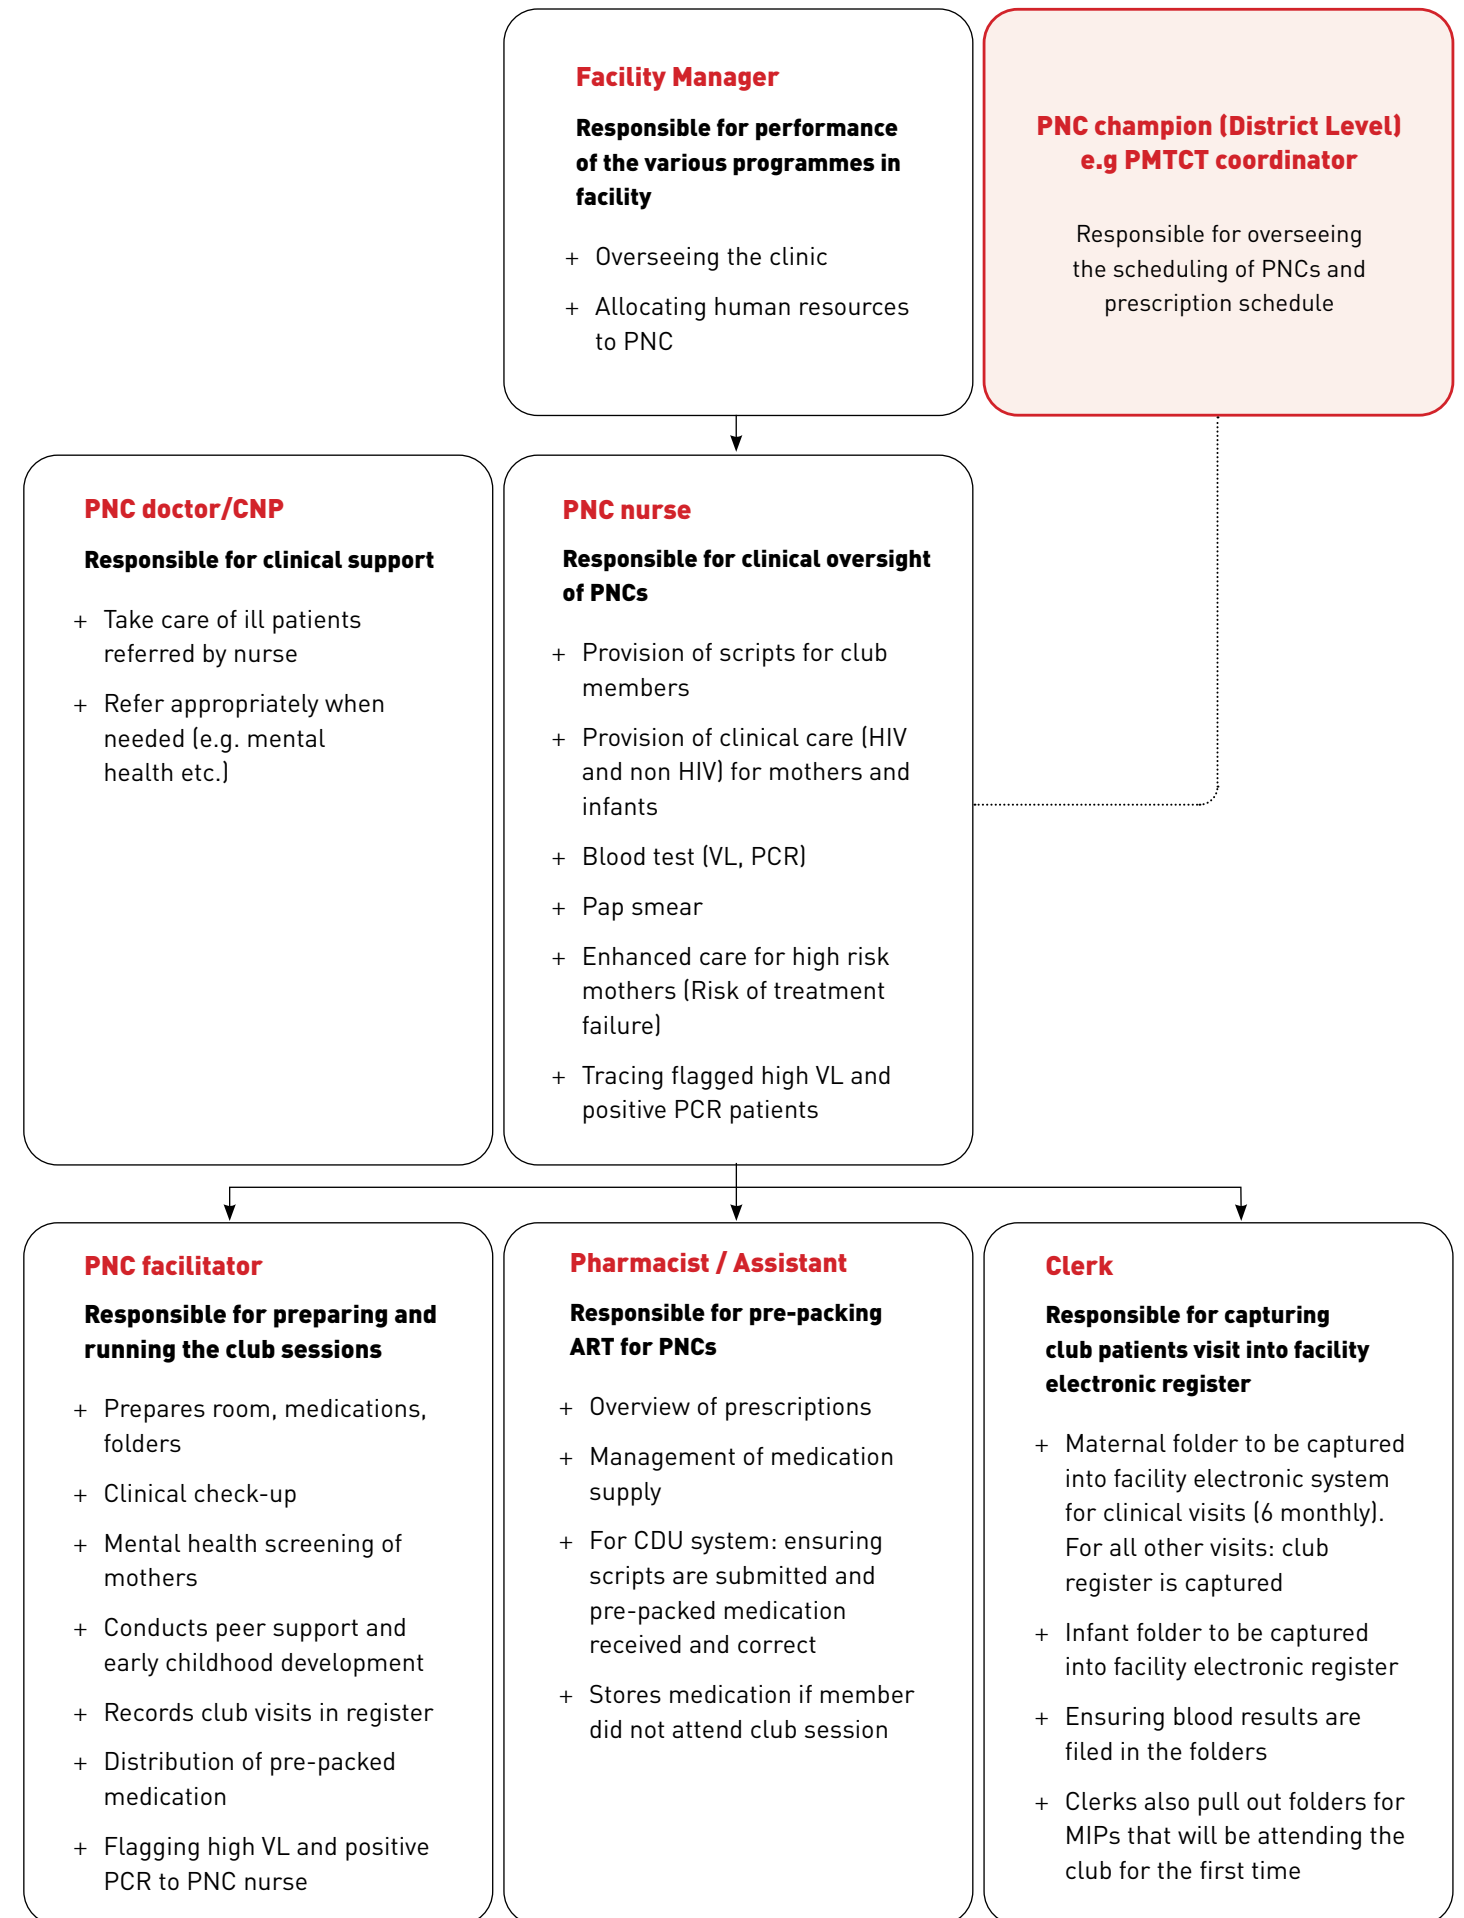 Facility Manager
Responsible for performance
of the various programmes in
facility
+ Overseeing the clinic
+ Allocating human resources
to PNC
PNC champion (District Level)
e.g PMTCT coordinator
Responsible for overseeing
the scheduling of PNCs and
prescription schedule
PNC doctor/CNP
Responsible for clinical support
+ Take care of ill patients
referred by nurse
+ Refer appropriately when
needed (e.g. mental
health etc.)
PNC nurse
Responsible for clinical oversight
of PNCs
+ Provision of scripts for club
members
+ Provision of clinical care (HIV
and non HIV) for mothers and
infants
+ Blood test (VL, PCR)
+ Pap smear
+ Enhanced care for high risk
mothers (Risk of treatment
failure)
+ Tracing flagged high VL and
positive PCR patients
PNC facilitator
Responsible for preparing and
running the club sessions
+ Prepares room, medications,
folders
+ Clinical check-up
+ Mental health screening of
mothers
+ Conducts peer support and
early childhood development
+ Records club visits in register
+ Distribution of pre-packed
medication
+ Flagging high VL and positive
PCR to PNC nurse
Pharmacist / Assistant
Responsible for pre-packing
ART for PNCs
+ Overview of prescriptions
+ Management of medication
supply
+ For CDU system: ensuring
scripts are submitted and
pre-packed medication
received and correct
+ Stores medication if member
did not attend club session
Clerk
Responsible for capturing
club patients visit into facility
electronic register
+ Maternal folder to be captured
into facility electronic system
for clinical visits (6 monthly).
For all other visits: club
register is captured
+ Infant folder to be captured
into facility electronic register
+ Ensuring blood results are
filed in the folders
+ Clerks also pull out folders for
MIPs that will be attending the
club for the first time